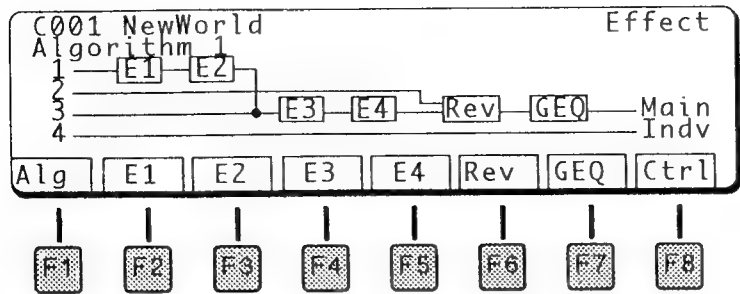 C001 NewWorld Effect
Algorithm 1
1 E1 E2
2
3 E3 E4 Rev GEQ Main
4 Indv
Alg E1 E2 E3 E4 Rev GEQ Ctrl
F1 F2 F3 F4 F5 F6 F7 F8